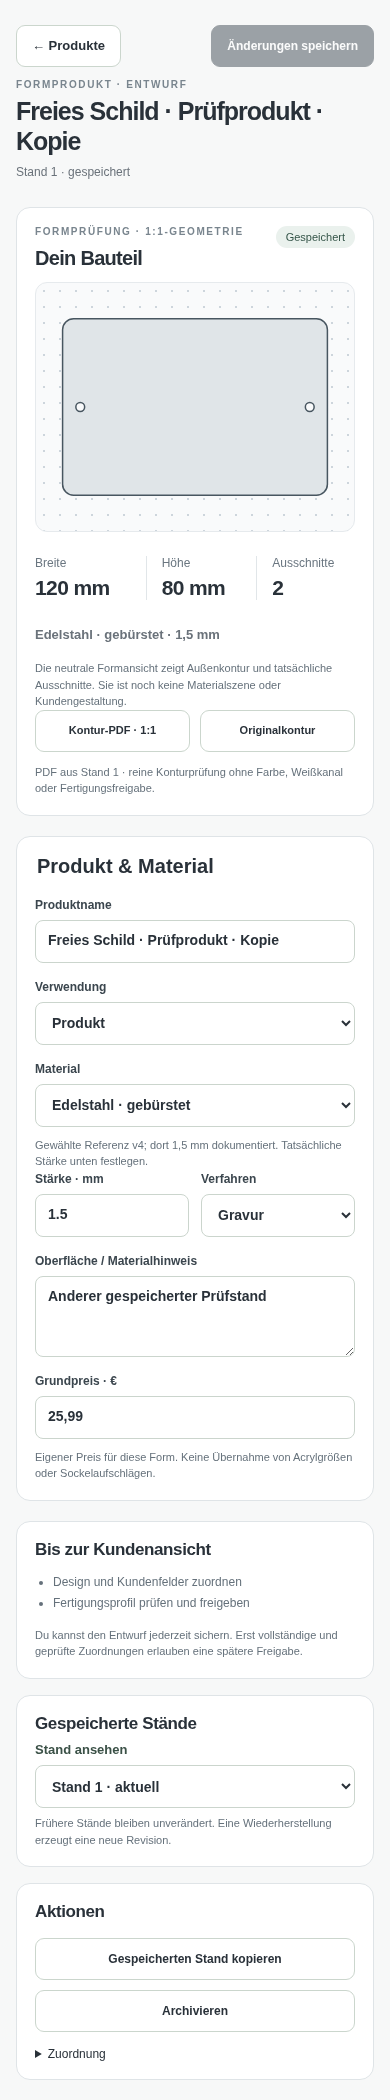 ← Produkte
Änderungen speichern
FORMPRODUKT · ENTWURF
Freies Schild · Prüfprodukt ·
Kopie
Stand 1 · gespeichert
FORMPRÜFUNG · 1:1-GEOMETRIE
Gespeichert
Dein Bauteil
Breite Höhe Ausschnitte
120 mm 80 mm 2
Edelstahl · gebürstet · 1,5 mm
Die neutrale Formansicht zeigt Außenkontur und tatsächliche
Ausschnitte. Sie ist noch keine Materialszene oder
Kundengestaltung.
Kontur-PDF · 1:1 Originalkontur
PDF aus Stand 1 · reine Konturprüfung ohne Farbe, Weißkanal
oder Fertigungsfreigabe.
Produkt & Material
Produktname
Freies Schild · Prüfprodukt · Kopie
Verwendung
Produkt
Material
Edelstahl · gebürstet
Gewählte Referenz v4; dort 1,5 mm dokumentiert. Tatsächliche
Stärke unten festlegen.
Stärke · mm Verfahren
1.5 Gravur
Oberfläche / Materialhinweis
Anderer gespeicherter Prüfstand
Grundpreis · €
25,99
Eigener Preis für diese Form. Keine Übernahme von Acrylgrößen
oder Sockelaufschlägen.
Bis zur Kundenansicht
• Design und Kundenfelder zuordnen
• Fertigungsprofil prüfen und freigeben
Du kannst den Entwurf jederzeit sichern. Erst vollständige und
geprüfte Zuordnungen erlauben eine spätere Freigabe.
Gespeicherte Stände
Stand ansehen
Stand 1 · aktuell
Frühere Stände bleiben unverändert. Eine Wiederherstellung
erzeugt eine neue Revision.
Aktionen
Gespeicherten Stand kopieren
Archivieren
▶ Zuordnung